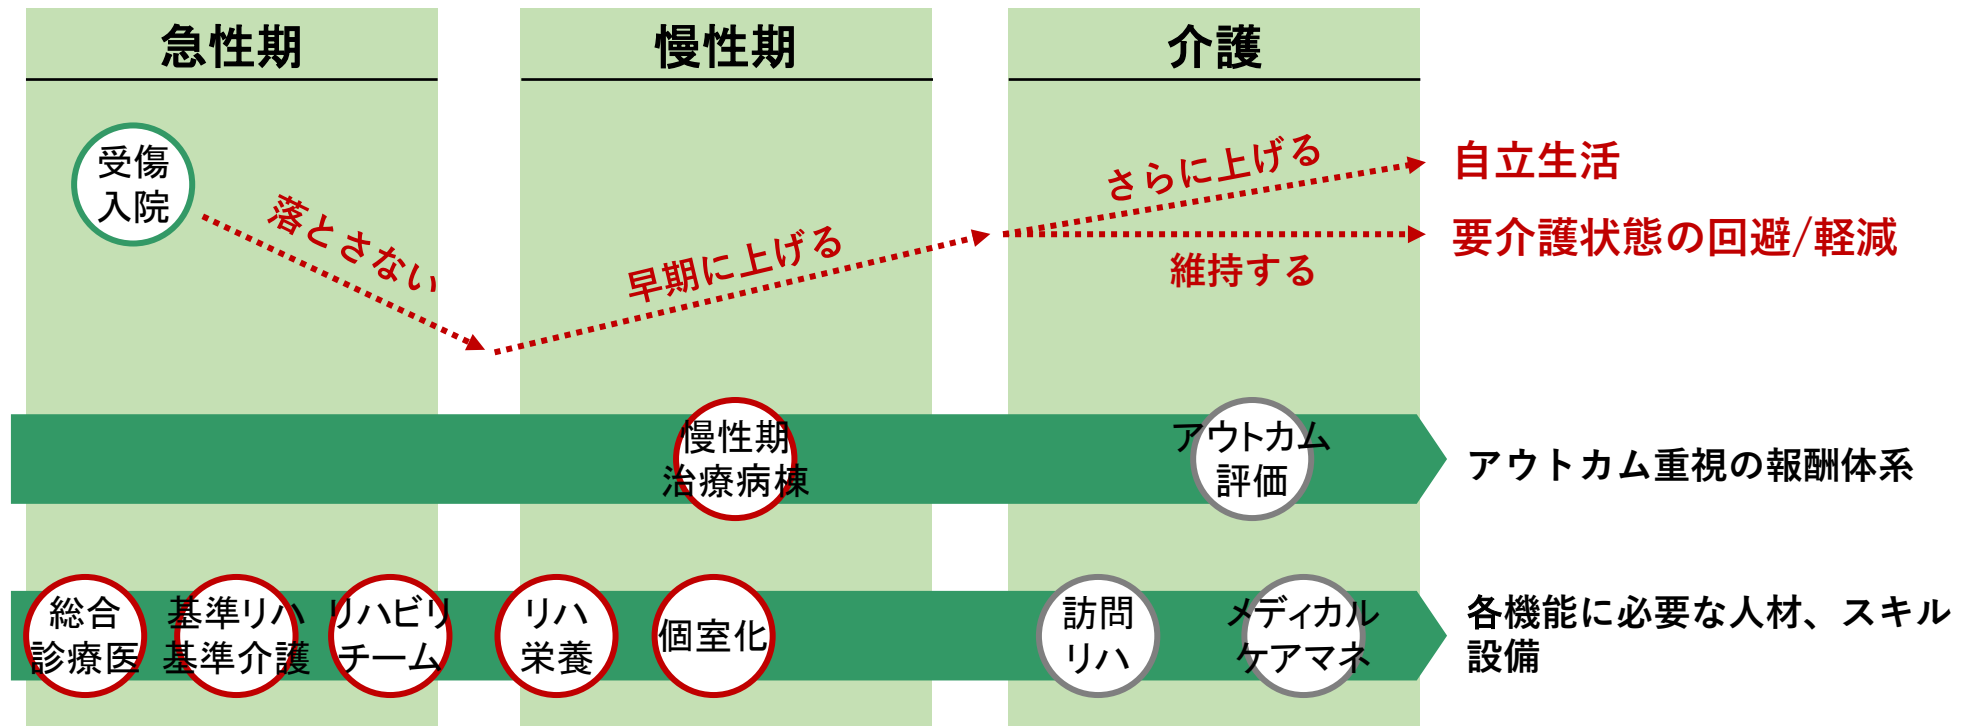 急性期
慢性期
介護
受傷
入院
落とさない
早期に上げる
さらに上げる
維持する
自立生活
要介護状態の回避/軽減
慢性期
治療病棟
アウトカム
評価
アウトカム重視の報酬体系
総合
診療医
基準リハ
基準介護
リハビリ
チーム
リハ
栄養
個室化
訪問
リハ
メディカル
ケアマネ
各機能に必要な人材、スキル
設備